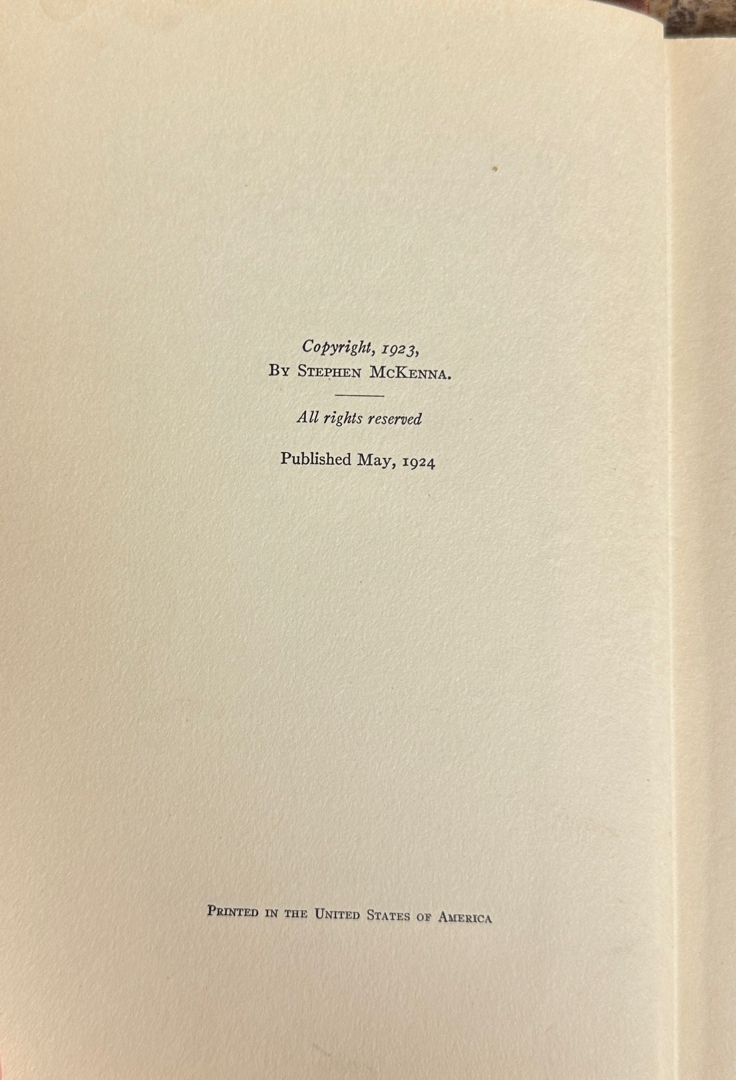 Copyright, 1923,
By Stephen McKenna.
All rights reserved
Published May, 1924
Printed in the United States of America